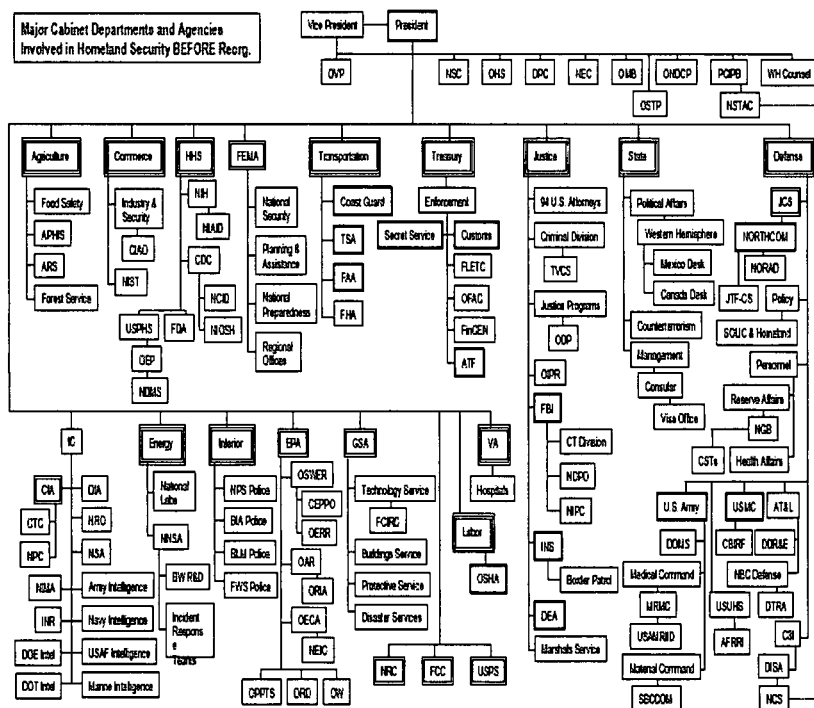 Major Cabinet Departments and Agencies
Involved in Homeland Security BEFORE Reorg.
Vice President
President
OVP
NSC
OHS
DPC
NEC
OMB
ONDCP
PCIPB
WH Counsel
OSTP
NSTAC
Agriculture
Commerce
HHS
FEMA
Transportation
Treasury
Justice
State
Defense
Food Safety
APHIS
ARS
Forest Service
Industry &
Security
CIAO
NIST
NIH
NIAID
CDC
NCID
NIOSH
USPHS
FDA
OEP
NDMS
National
Security
Planning &
Assistance
National
Preparedness
Regional
Offices
Coast Guard
TSA
FAA
FHA
Enforcement
Secret Service
Customs
FLETC
OFAC
FinCEN
ATF
94 U.S. Attorneys
Criminal Division
TVCS
Justice Programs
ODP
OIPR
FBI
CT Division
NDPO
NIPC
INS
Border Patrol
DEA
Marshals Service
Political Affairs
Western Hemisphere
Mexico Desk
Canada Desk
Counterterrorism
Management
Consular
Visa Office
JCS
NORTHCOM
NORAD
JTF-CS
Policy
SO/LIC & Homeland
Personnel
Reserve Affairs
NGB
CSTs
Health Affairs
U.S. Army
USMC
AT&L
DOMS
CBIRF
DDR&E
Medical Command
NBC Defense
MRMC
USUHS
DTRA
USAMRIID
AFRRI
C3I
Material Command
DISA
SBCCOM
NCS
IC
CIA
DIA
CTC
NRO
NPC
NSA
NIMA
Army Intelligence
INR
Navy Intelligence
DOE Intel
USAF Intelligence
DOT Intel
Marine Intelligence
Energy
National
Labs
NNSA
BW R&D
Incident
Respons
e
Teams
Interior
NPS Police
BIA Police
BLM Police
FWS Police
EPA
OSWER
CEPPO
OERR
OAR
ORIA
OECA
NEIC
OPPTS
ORD
OW
GSA
Technology Service
FCIRC
Buildings Service
Protective Service
Disaster Services
VA
Hospitals
Labor
OSHA
NRC
FCC
USPS